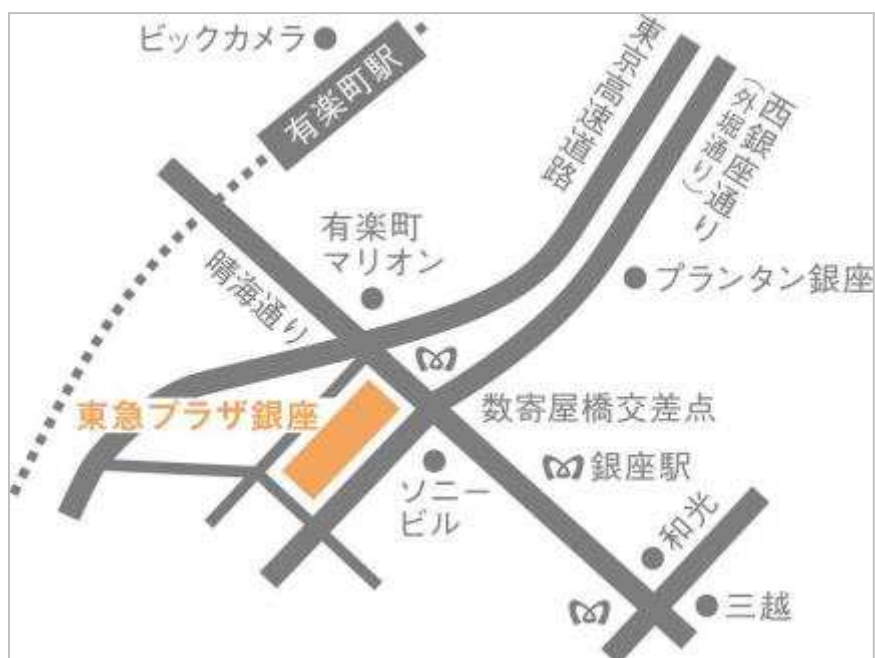 ビックカメラ
有楽町駅
東京高速道路
西銀座通り
(外堀通り)
有楽町
マリオン
晴海通り
プランタン銀座
東急プラザ銀座
数寄屋橋交差点
ソニー
ビル
銀座駅
和光
三越